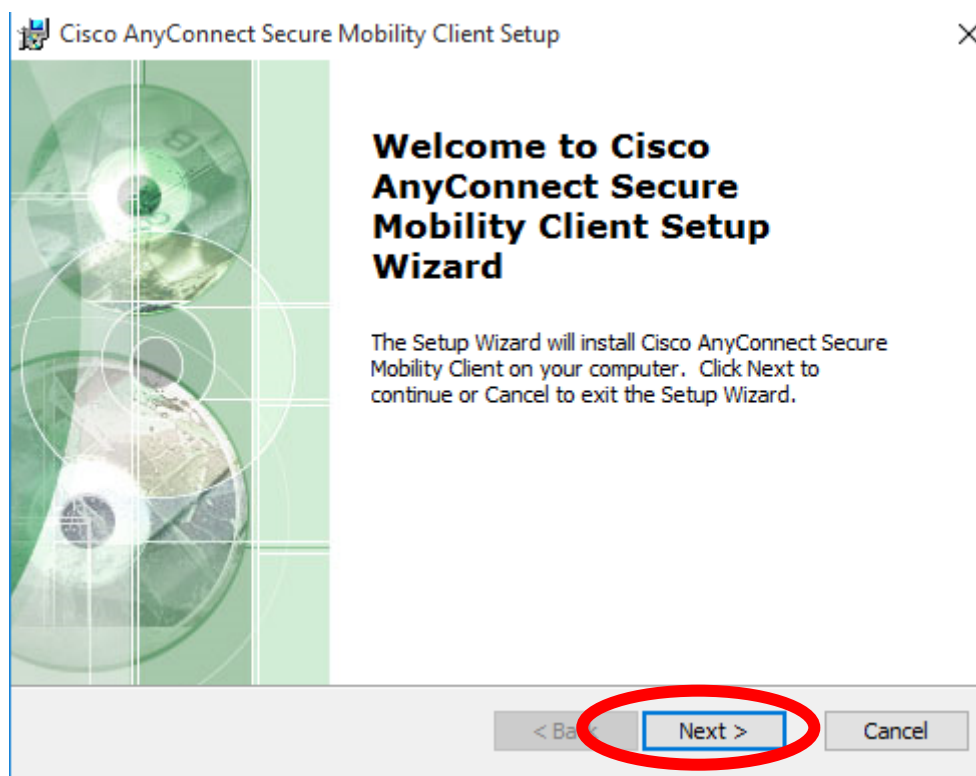 Cisco AnyConnect Secure Mobility Client Setup
Welcome to Cisco
AnyConnect Secure
Mobility Client Setup
Wizard
The Setup Wizard will install Cisco AnyConnect Secure
Mobility Client on your computer. Click Next to
continue or Cancel to exit the Setup Wizard.
< Back Next > Cancel